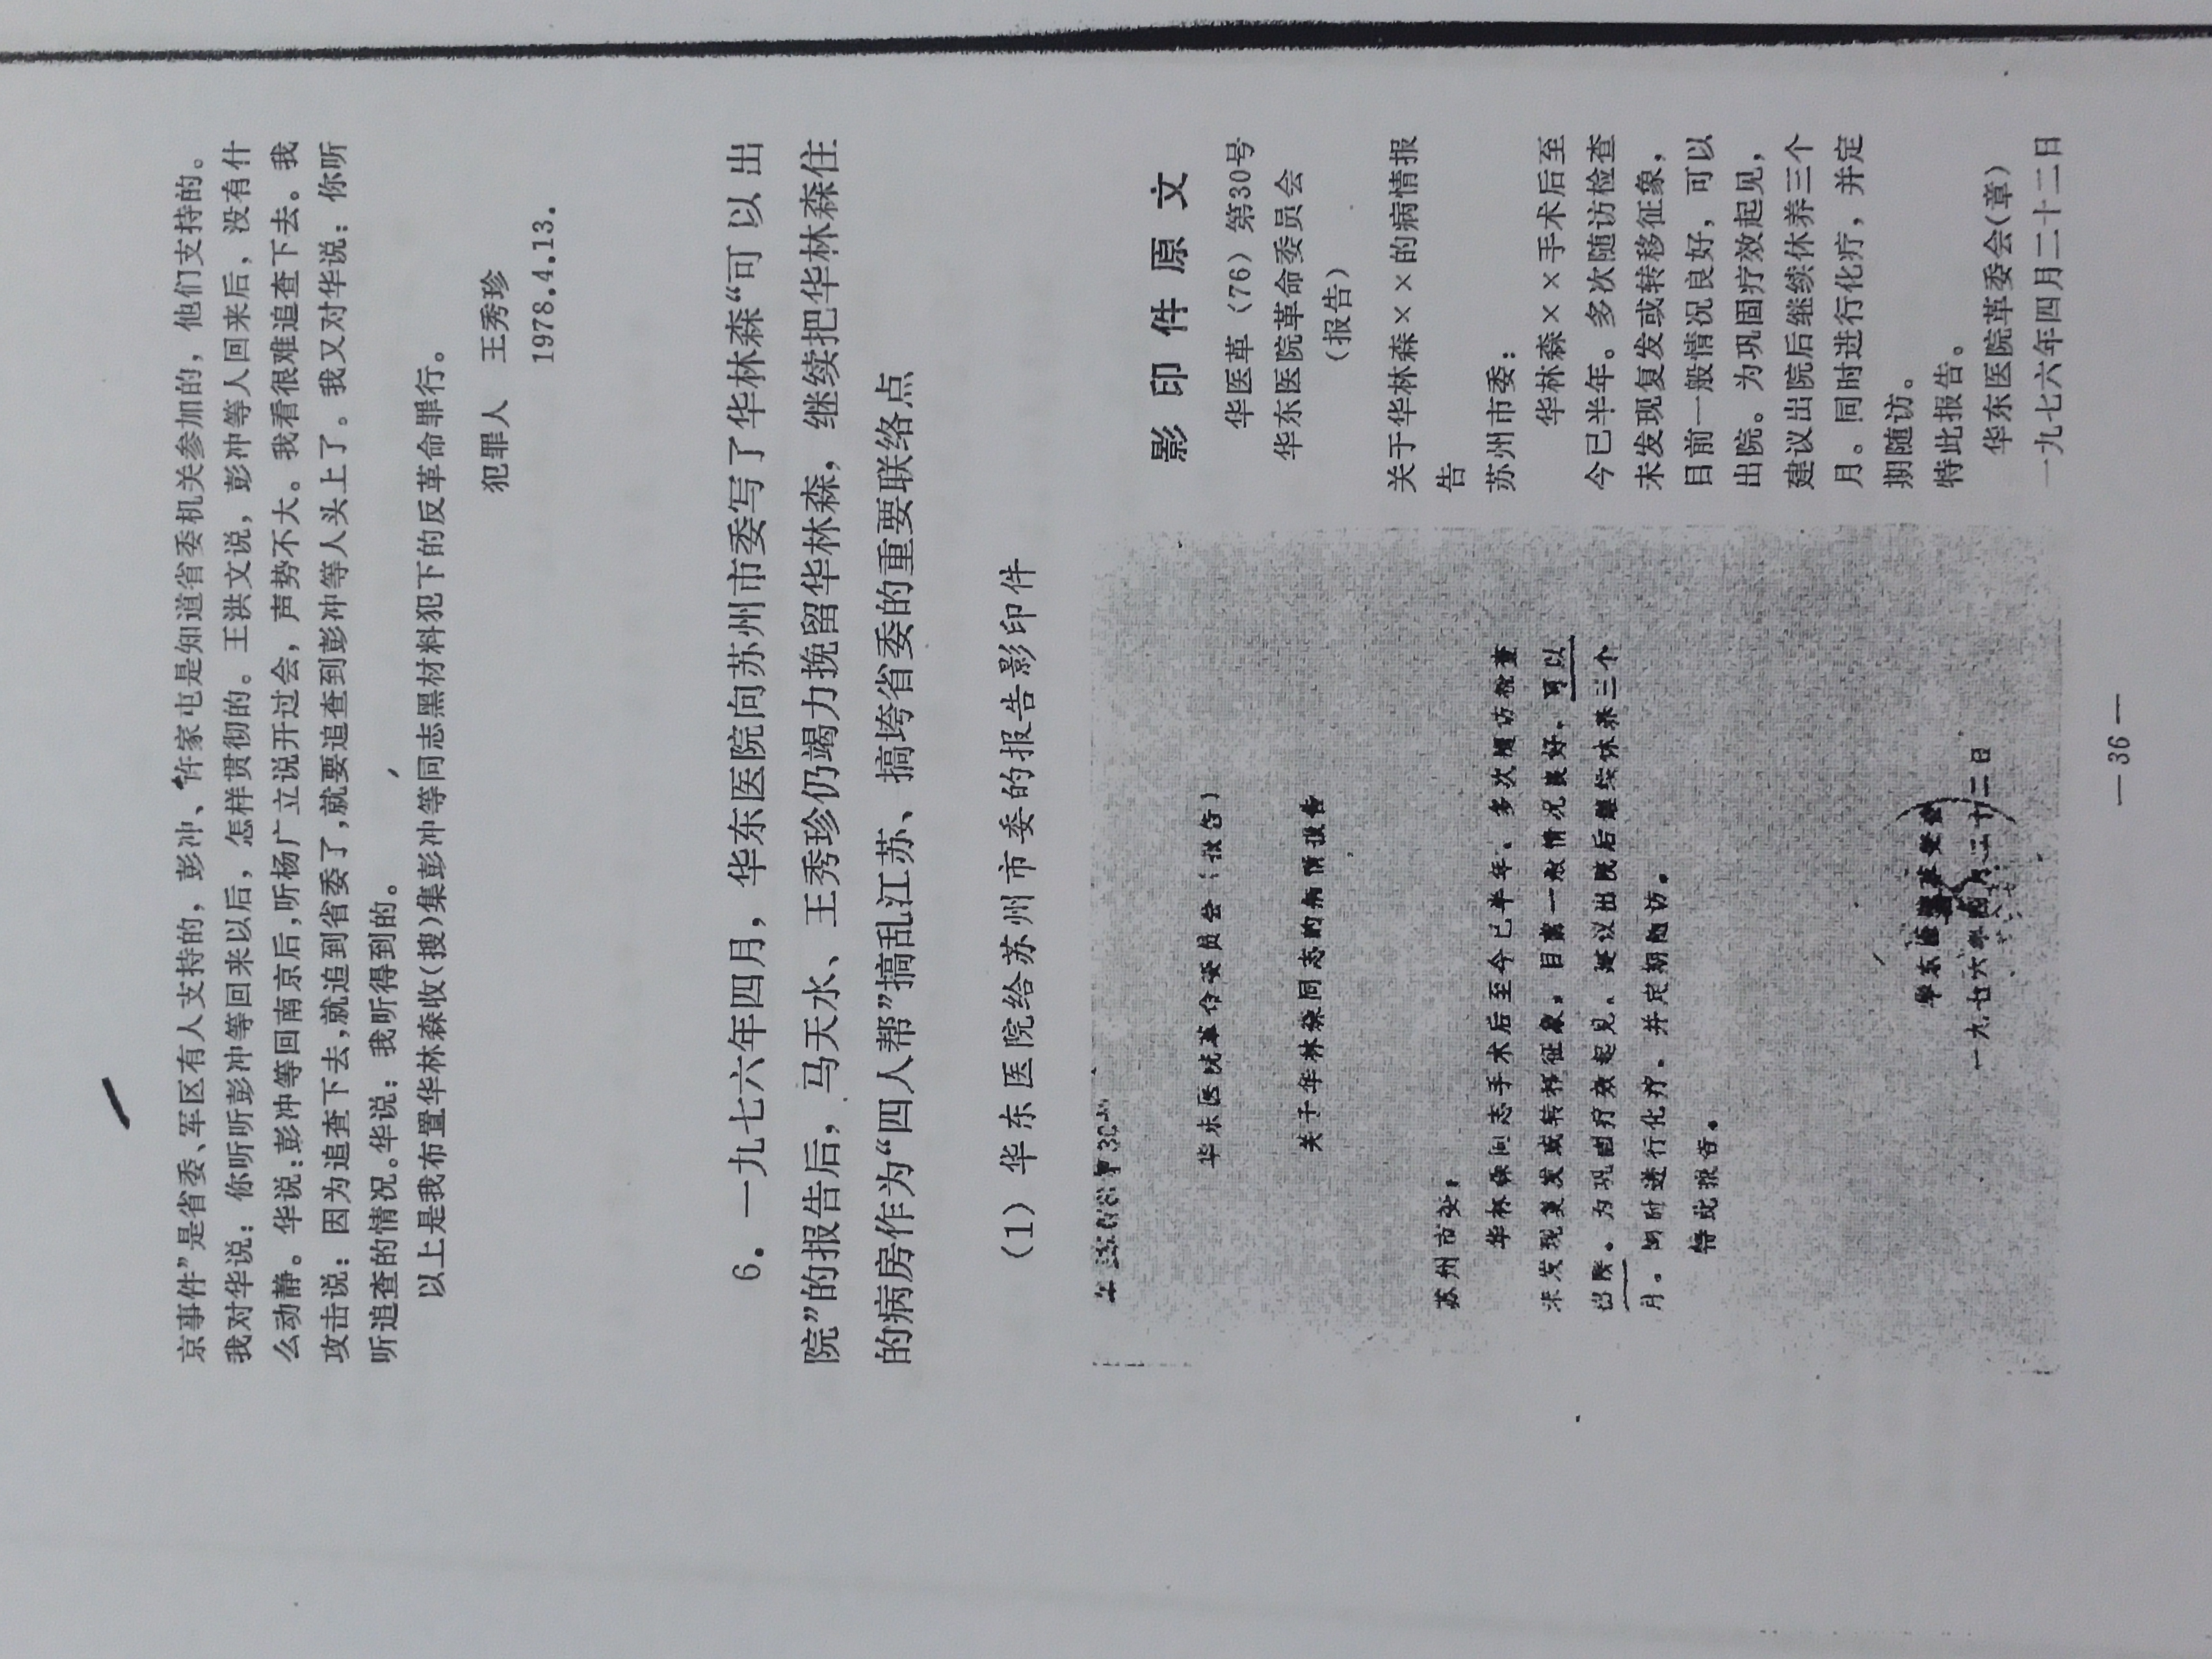 京事件”是省委、军区有人支持的，彭冲、许家屯是知道省委机关参加的，他们支持的。
我对华说：你听听彭冲等回来以后，怎样贯彻的。王洪文说，彭冲等人回来后，没有什
么动静。华说：彭冲等回南京后，听杨广立说开过会，声势不大。我看很难追查下去。我
攻击说：因为追查下去，就追到省委了，就要追查到彭冲等人头上了。我又对华说：你听
听追查的情况。华说：我听得到的。
以上是我布置华林森收（搜）集彭冲等同志黑材料犯下的反革命罪行。
犯罪人 王秀珍
1978.4.13.
6．一九七六年四月，华东医院向苏州市委写了华林森“可以出
院”的报告后，马天水、王秀珍仍竭力挽留华林森，继续把华林森住
的病房作为“四人帮”搞乱江苏、搞垮省委的重要联络点
（1）华东医院给苏州市委的报告影印件
华东医院革命委员会（报告）
关于华林森同志的病情报告
苏州市委：
华林森同志手术后至今已半年。多次随访检查
未发现复发或转移征象，目前一般情况良好，可以
出院。为巩固疗效起见，建议出院后继续休养三个
月。同时进行化疗，并定期随访。
特此报告。
华东医院革委会
一九七六年四月二十二日
影印件原文
华医革（76）第30号
华东医院革命委员会
（报告）
关于华林森××的病情报
告
苏州市委：
华林森××手术后至
今已半年。多次随访检查
未发现复发或转移征象，
目前一般情况良好，可以
出院。为巩固疗效起见，
建议出院后继续休养三个
月。同时进行化疗，并定
期随访。
特此报告。
华东医院革委会（章）
一九七六年四月二十二日
— 36 —